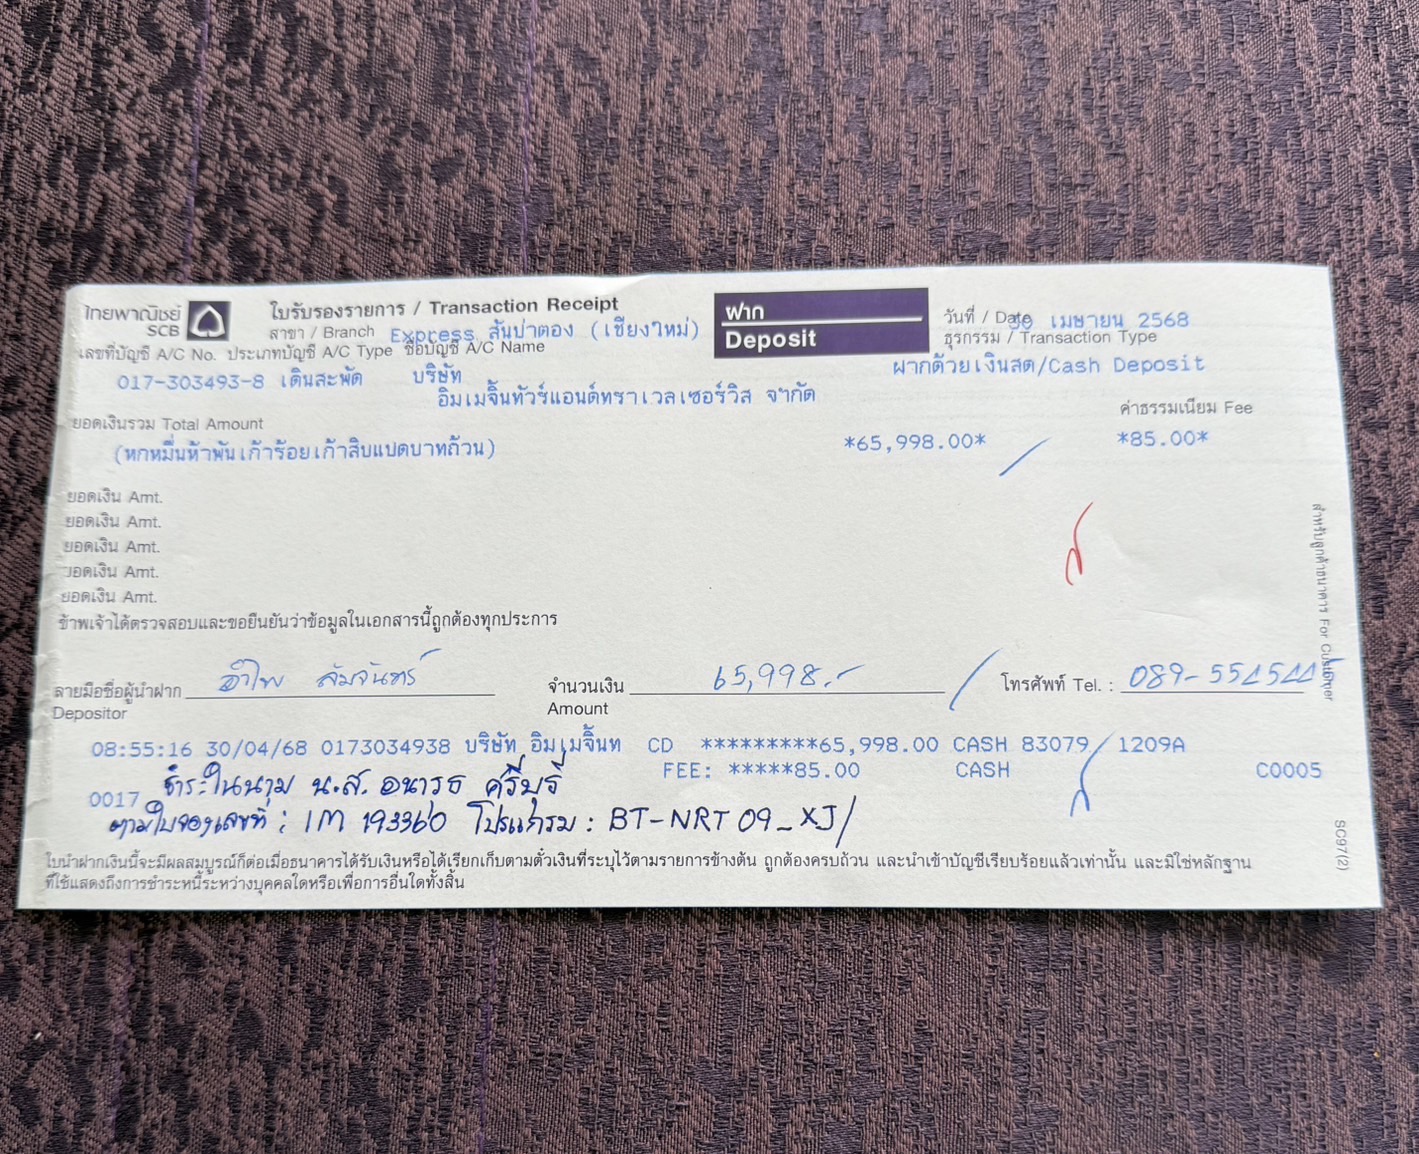 ไทยพาณิชย์
SCB
ใบรับรองรายการ / Transaction Receipt
สาขา / Branch Express สันป่าตอง (เชียงใหม่)
เลขที่บัญชี A/C No. ประเภทบัญชี A/C Type ชื่อบัญชี A/C Name
ฝาก
Deposit
วันที่ / Date 30 เมษายน 2568
ธุรกรรม / Transaction Type
ฝากด้วยเงินสด/Cash Deposit
017-303493-8 เดินสะพัด บริษัท
อิมเมจิ้นทัวร์แอนด์ทราเวลเซอร์วิส จำกัด
ยอดเงินรวม Total Amount
ค่าธรรมเนียม Fee
(หกหมื่นห้าพันเก้าร้อยเก้าสิบแปดบาทถ้วน) *65,998.00* *85.00*
ยอดเงิน Amt.
ยอดเงิน Amt.
ยอดเงิน Amt.
ยอดเงิน Amt.
ยอดเงิน Amt.
ข้าพเจ้าได้ตรวจสอบและขอยืนยันว่าข้อมูลในเอกสารนี้ถูกต้องทุกประการ
ลายมือชื่อผู้นำฝาก อำไพ
Depositor
จำนวนเงิน 65,998.-
Amount
โทรศัพท์ Tel. :
08:55:16 30/04/68 0173034938 บริษัท อิมเมจิ้นท CD *********65,998.00 CASH 83079 1209A
FEE: *****85.00 CASH C0005
0017
ชำระในนาม น.ส. อนารธ ศรีบุรี
ตามใบจองเลขที่ : IM 193360 โปรแกรม : BT-NRT 09_XJ
ใบนำฝากเงินนี้จะมีผลสมบูรณ์ก็ต่อเมื่อธนาคารได้รับเงินหรือได้เรียกเก็บตามตั๋วเงินที่ระบุไว้ตามรายการข้างต้น ถูกต้องครบถ้วน และนำเข้าบัญชีเรียบร้อยแล้วเท่านั้น และมิใช่หลักฐาน
ที่ใช้แสดงถึงการชำระหนี้ระหว่างบุคคลใดหรือเพื่อการอื่นใดทั้งสิ้น
สำหรับลูกค้าธนาคาร For Customer
SC97(2)